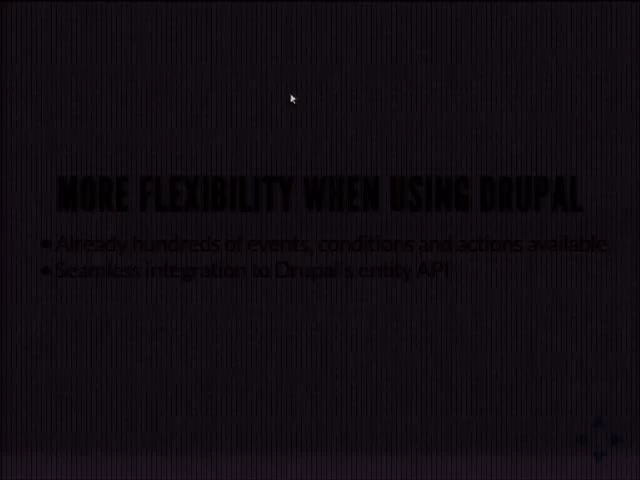 MORE FLEXIBILITY WHEN USING DRUPAL
• Already hundreds of events, conditions and actions available
• Seamless integration to Drupal's entity API